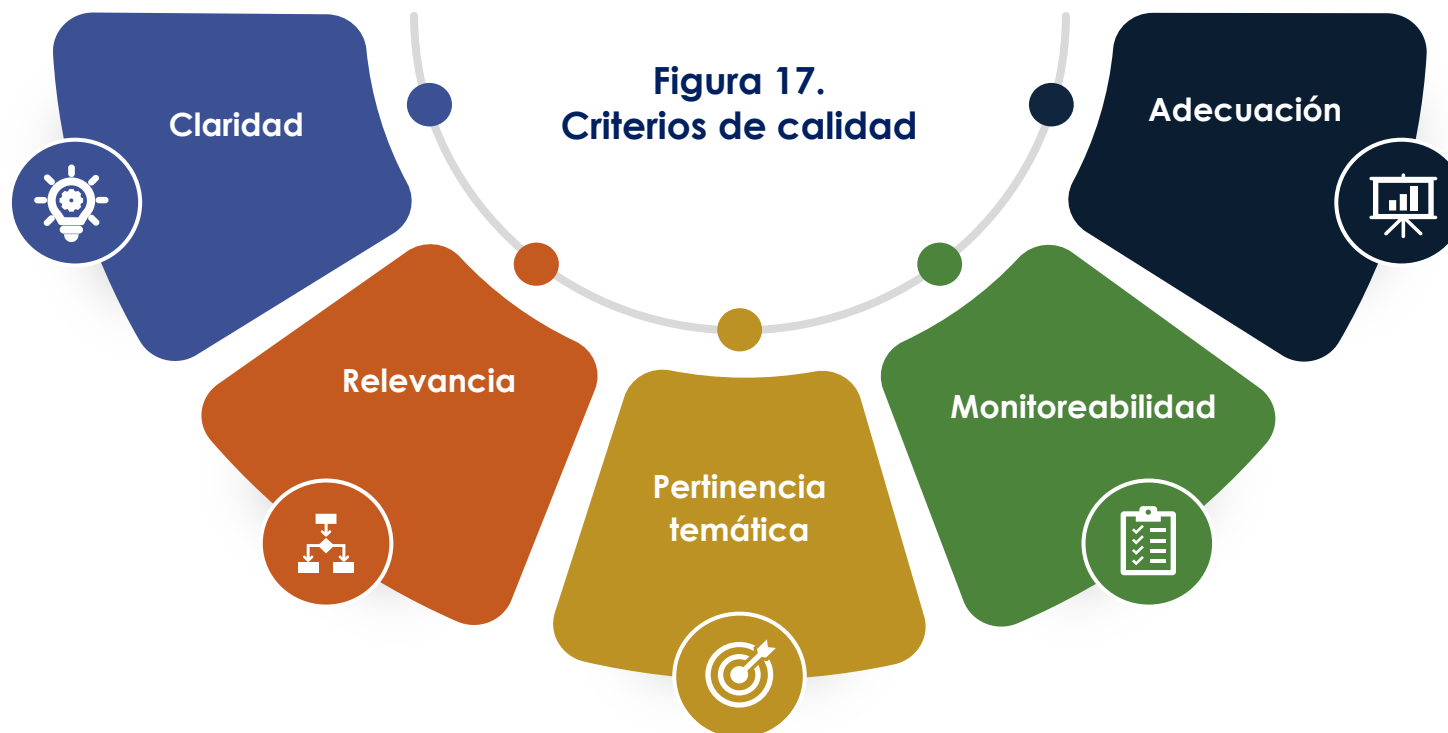 Figura 17.
Criterios de calidad
Claridad
Relevancia
Pertinencia
temática
Monitoreabilidad
Adecuación